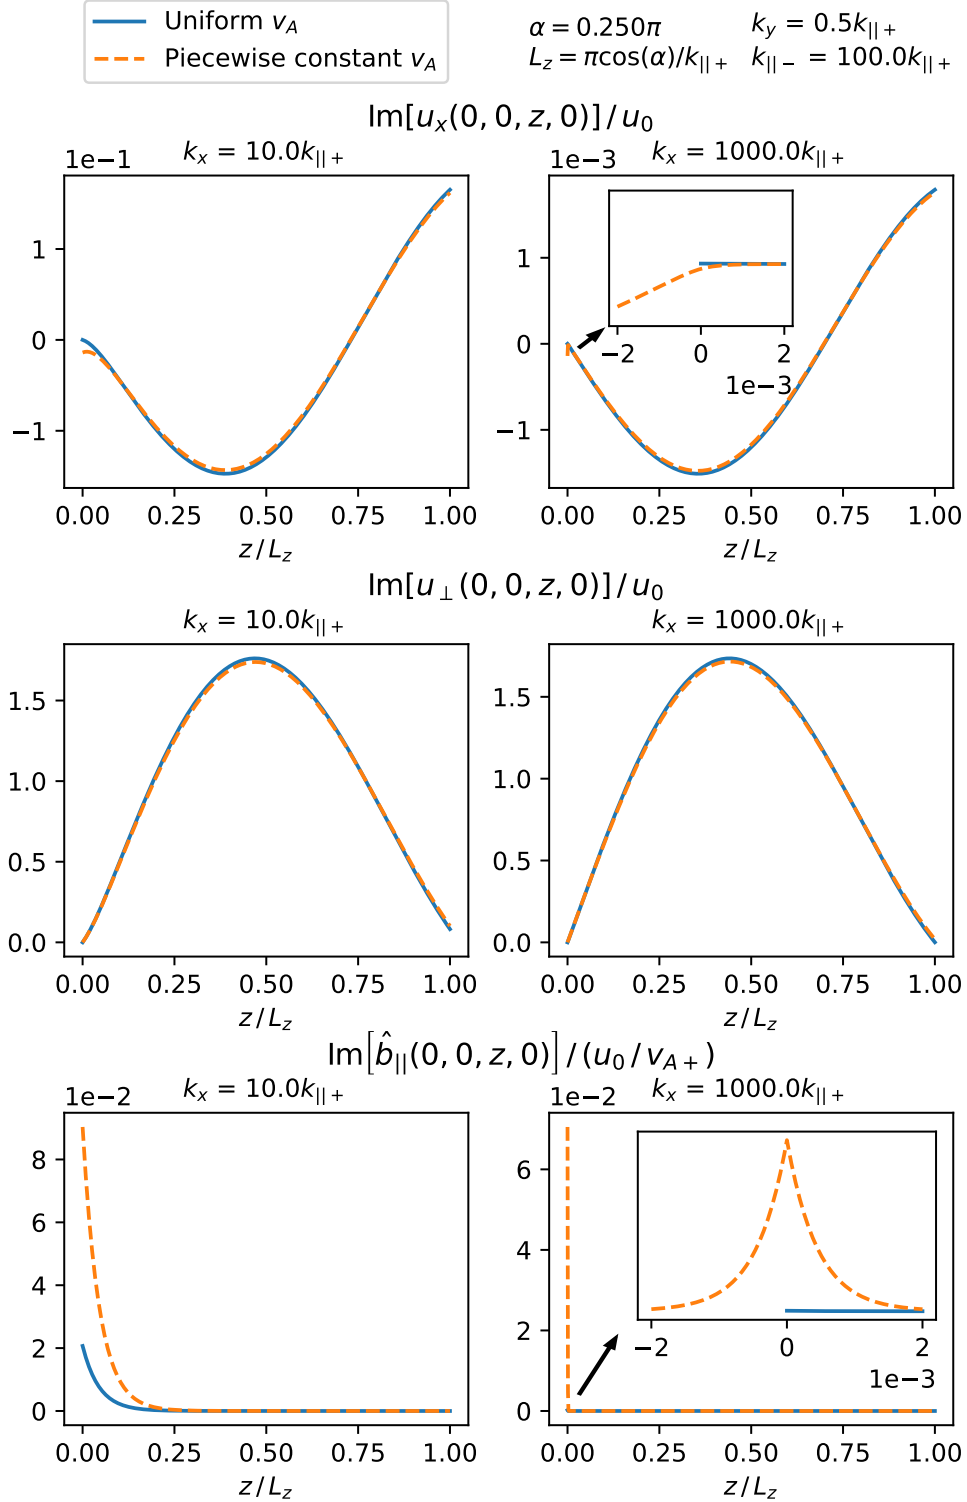 Uniform v_A
Piecewise constant v_A
α = 0.250π
k_y = 0.5k_{||+}
L_z = πcos(α)/k_{||+}
k_{||−} = 100.0k_{||+}
Im[u_x(0, 0, z, 0)]/u_0
1e−1
k_x = 10.0k_{||+}
1
0
−1
0.00 0.25 0.50 0.75 1.00
z/L_z
1e−3
k_x = 1000.0k_{||+}
1
0
−1
−2 0 2
1e−3
0.00 0.25 0.50 0.75 1.00
z/L_z
Im[u_⊥(0, 0, z, 0)]/u_0
k_x = 10.0k_{||+}
1.5
1.0
0.5
0.0
0.00 0.25 0.50 0.75 1.00
z/L_z
k_x = 1000.0k_{||+}
1.5
1.0
0.5
0.0
0.00 0.25 0.50 0.75 1.00
z/L_z
Im[b̂_{||}(0, 0, z, 0)]/(u_0/v_{A+})
1e−2
k_x = 10.0k_{||+}
8
6
4
2
0
0.00 0.25 0.50 0.75 1.00
z/L_z
1e−2
k_x = 1000.0k_{||+}
6
4
2
0
−2 0 2
1e−3
0.00 0.25 0.50 0.75 1.00
z/L_z